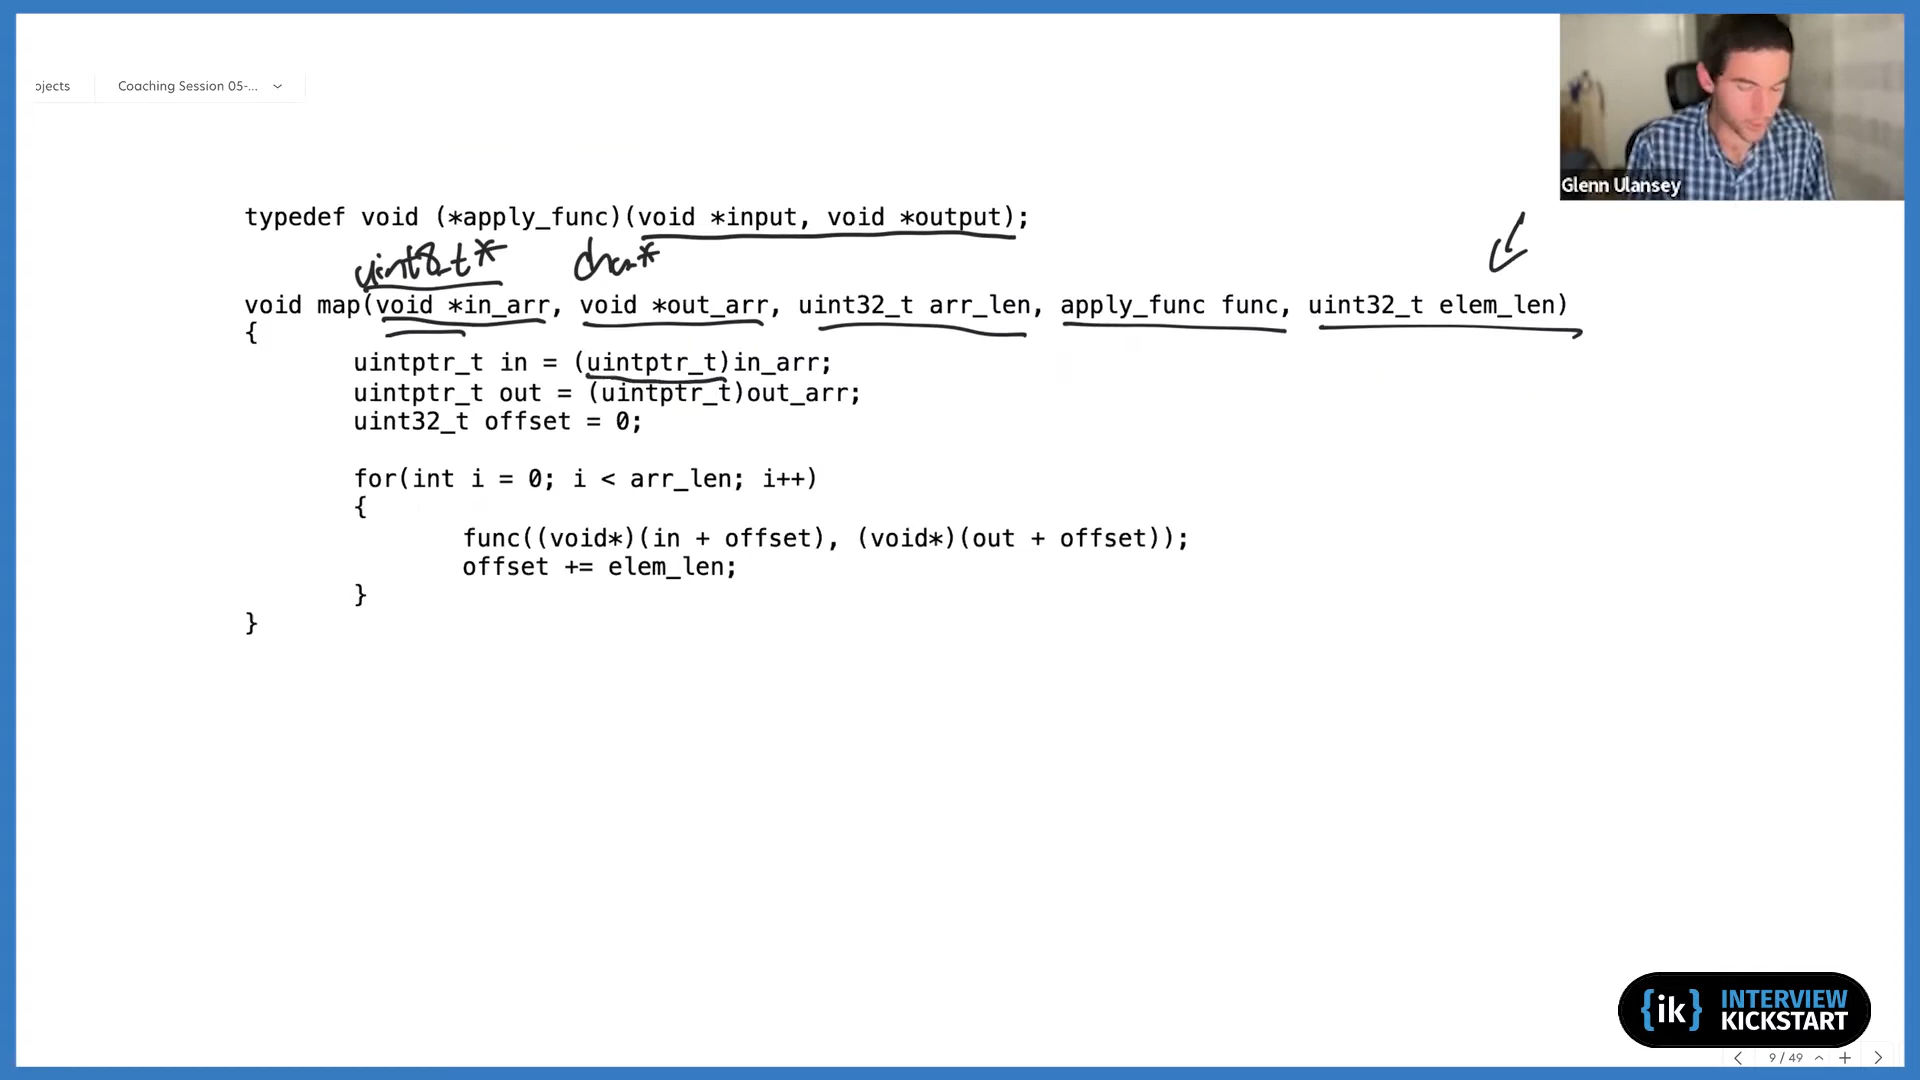 ojects
Coaching Session 05-...
Glenn Ulansey
typedef void (*apply_func)(void *input, void *output);
uint8_t* char*
void map(void *in_arr, void *out_arr, uint32_t arr_len, apply_func func, uint32_t elem_len)
{
uintptr_t in = (uintptr_t)in_arr;
uintptr_t out = (uintptr_t)out_arr;
uint32_t offset = 0;
for(int i = 0; i < arr_len; i++)
{
func((void*)(in + offset), (void*)(out + offset));
offset += elem_len;
}
}
{ik} INTERVIEW
KICKSTART
9 / 49